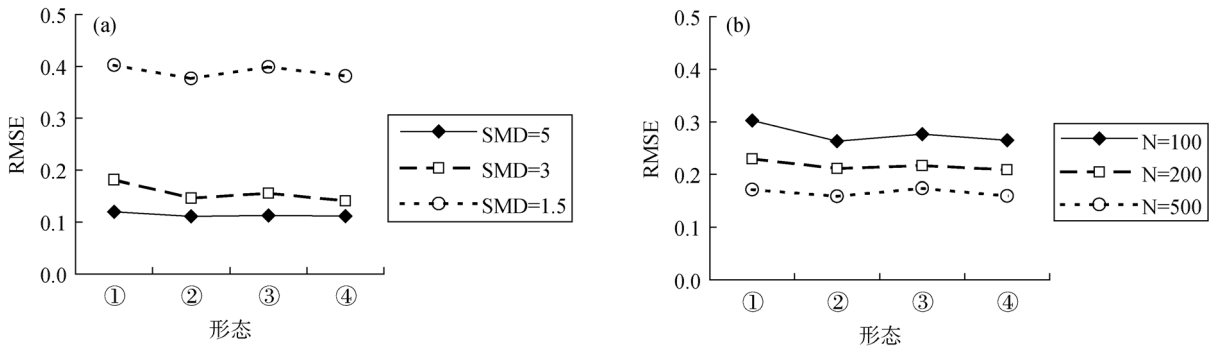 (a)
0.5
0.4
0.3
0.2
0.1
0.0
RMSE
① ② ③ ④
形态
SMD=5
SMD=3
SMD=1.5
(b)
0.5
0.4
0.3
0.2
0.1
0.0
RMSE
① ② ③ ④
形态
N=100
N=200
N=500